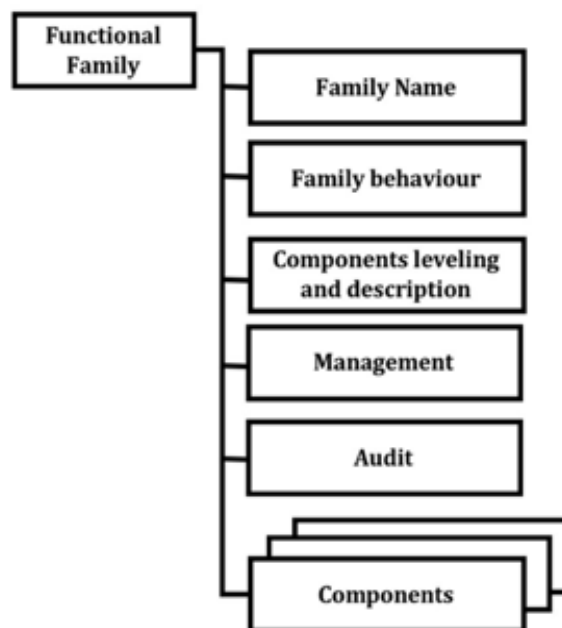 Functional
Family
Family Name
Family behaviour
Components leveling
and description
Management
Audit
Components